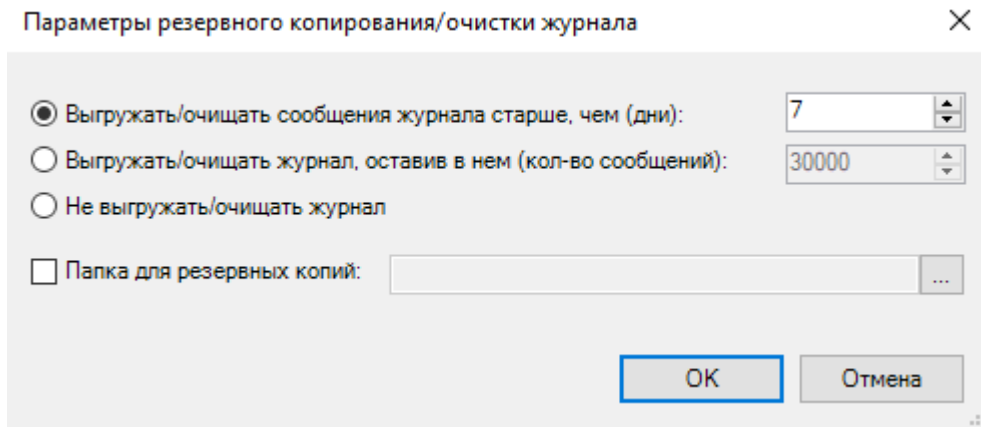 Параметры резервного копирования/очистки журнала
Выгружать/очищать сообщения журнала старше, чем (дни): 7
Выгружать/очищать журнал, оставив в нем (кол-во сообщений): 30000
Не выгружать/очищать журнал
Папка для резервных копий: ...
OK Отмена